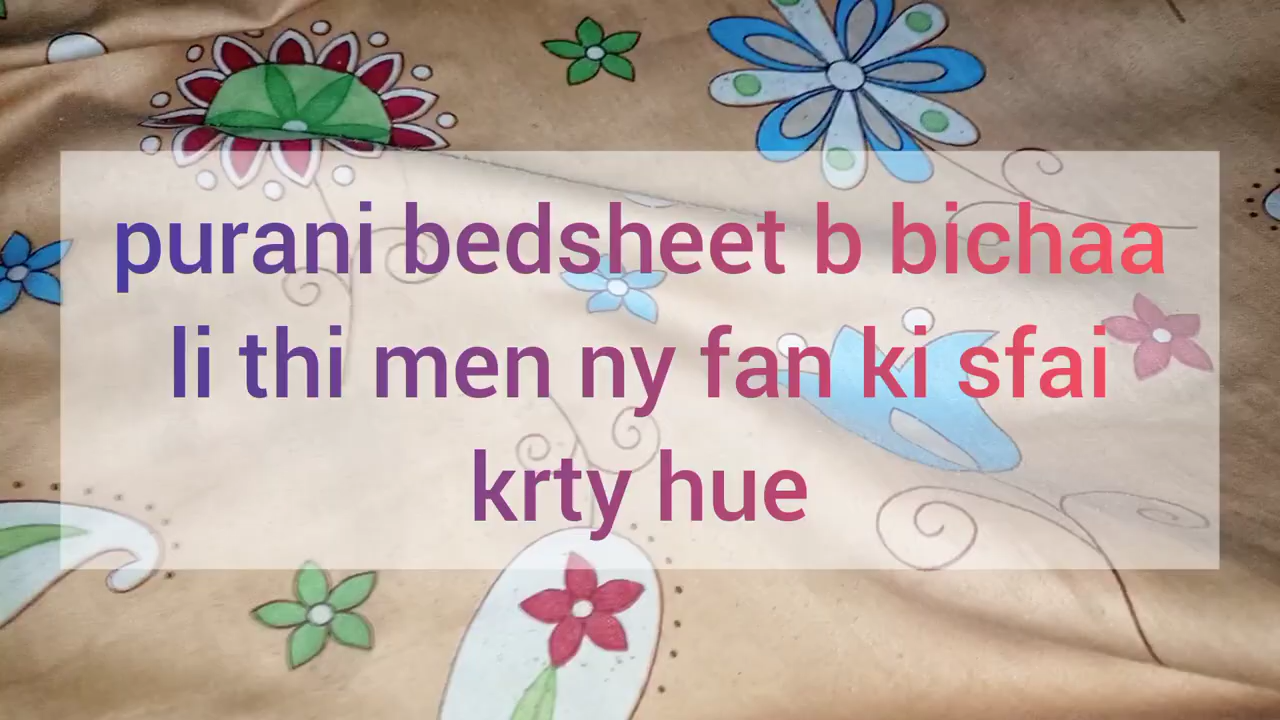 purani bedsheet b bichaa
li thi men ny fan ki sfai
krty hue